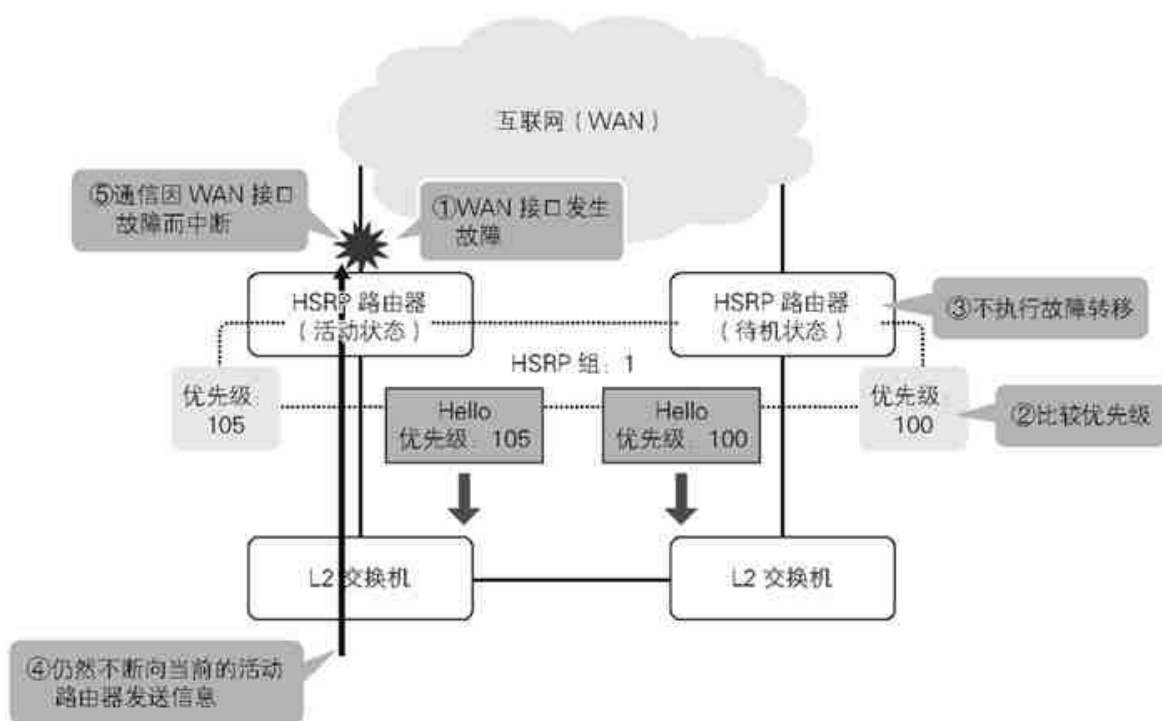 互联网（WAN）
⑤通信因 WAN 接口
故障而中断
①WAN 接口发生
故障
HSRP 路由器
（活动状态）
HSRP 路由器
（待机状态）
③不执行故障转移
HSRP 组：1
优先级：
105
Hello
优先级：105
Hello
优先级：100
优先级：
100
②比较优先级
L2 交换机
L2 交换机
④仍然不断向当前的活动
路由器发送信息